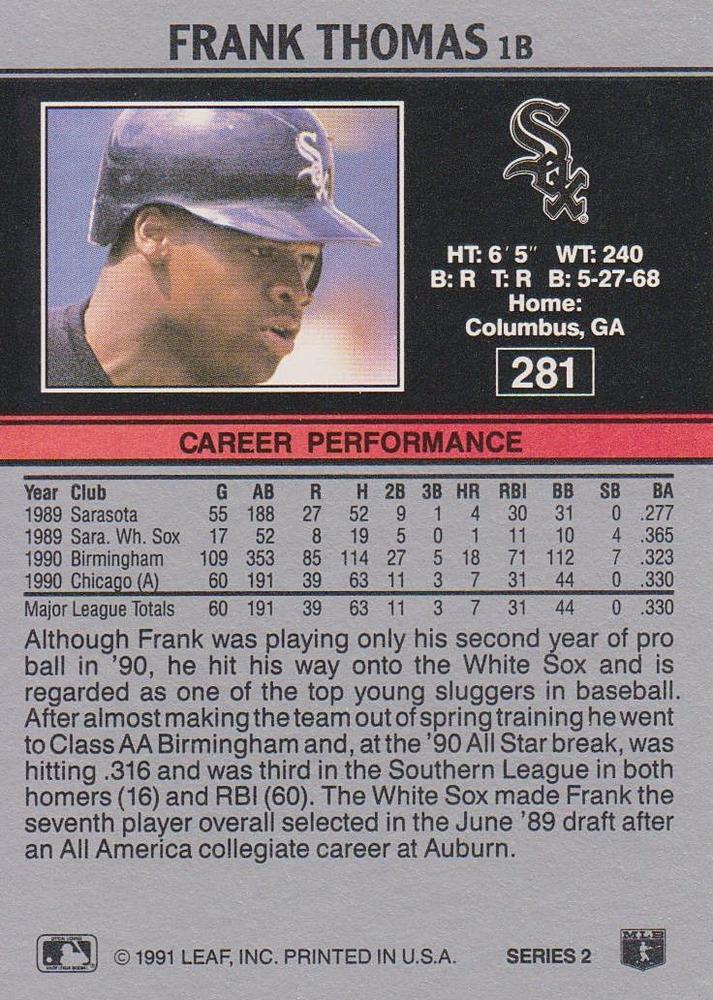 FRANK THOMAS 1B
Sox
HT: 6'5" WT: 240
B: R T: R B: 5-27-68
Home:
Columbus, GA
281
CAREER PERFORMANCE
Year Club G AB R H 2B 3B HR RBI BB SB BA
1989 Sarasota 55 188 27 52 9 1 4 30 31 0 .277
1989 Sara. Wh. Sox 17 52 8 19 5 0 1 11 10 4 .365
1990 Birmingham 109 353 85 114 27 5 18 71 112 7 .323
1990 Chicago (A) 60 191 39 63 11 3 7 31 44 0 .330
Major League Totals 60 191 39 63 11 3 7 31 44 0 .330
Although Frank was playing only his second year of pro
ball in '90, he hit his way onto the White Sox and is
regarded as one of the top young sluggers in baseball.
After almost making the team out of spring training he went
to Class AA Birmingham and, at the '90 All Star break, was
hitting .316 and was third in the Southern League in both
homers (16) and RBI (60). The White Sox made Frank the
seventh player overall selected in the June '89 draft after
an All America collegiate career at Auburn.
© 1991 LEAF, INC. PRINTED IN U.S.A. SERIES 2 MLB